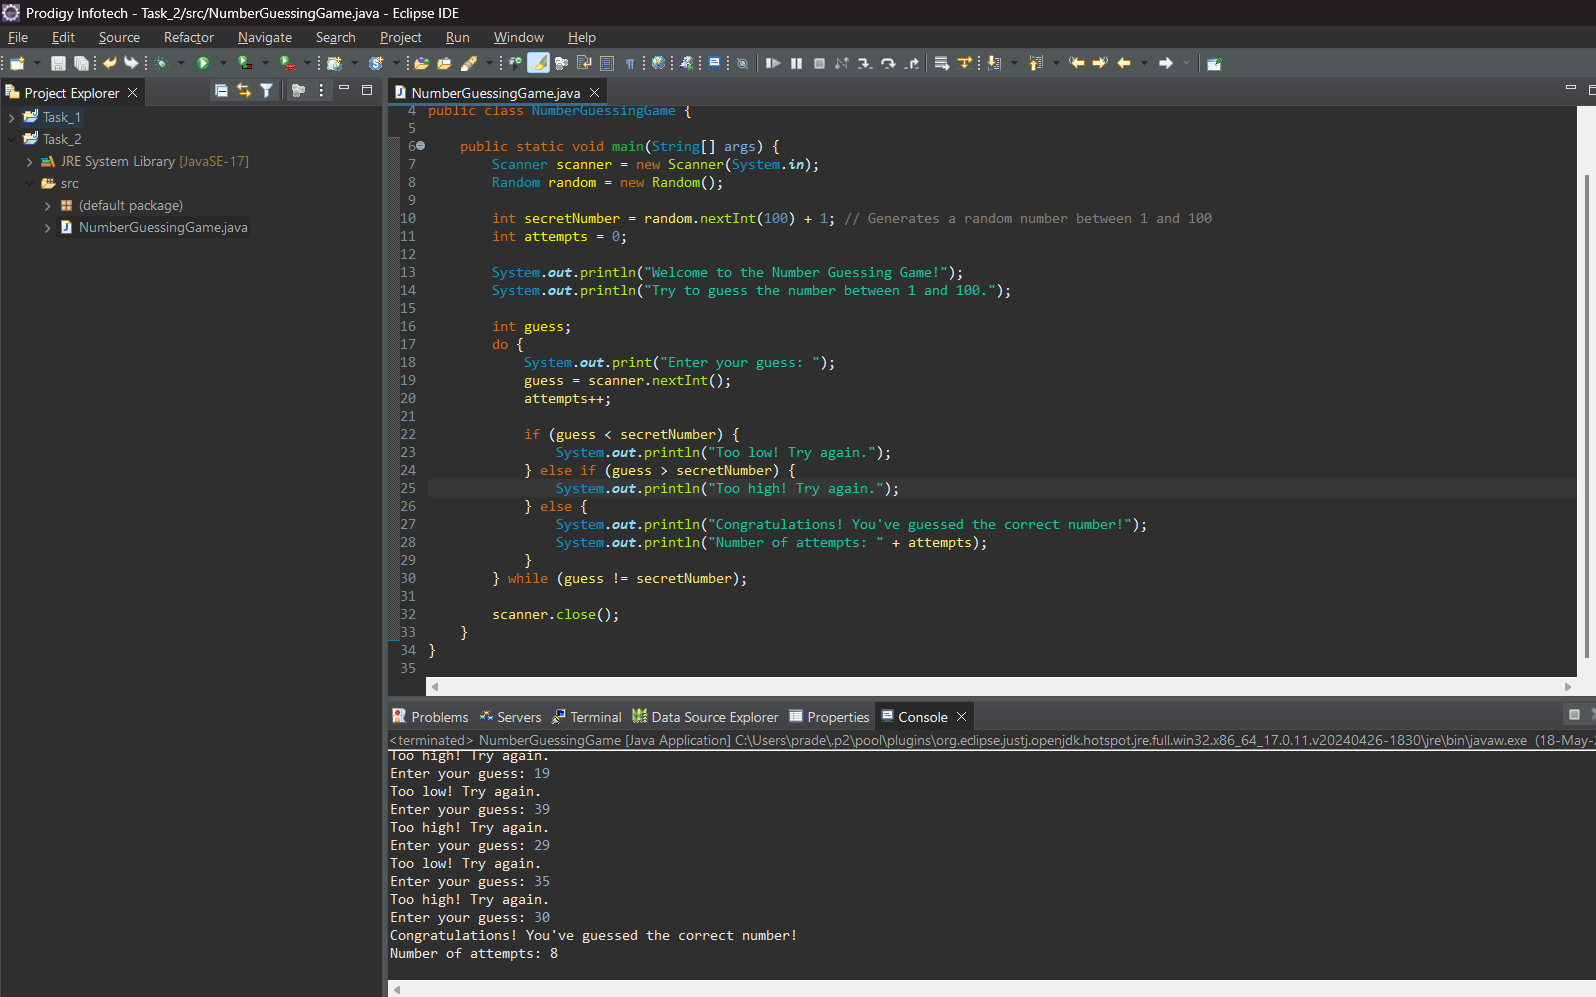 Prodigy Infotech - Task_2/src/NumberGuessingGame.java - Eclipse IDE
File Edit Source Refactor Navigate Search Project Run Window Help
Project Explorer
Task_1
Task_2
JRE System Library [JavaSE-17]
src
(default package)
NumberGuessingGame.java
NumberGuessingGame.java
4 public class NumberGuessingGame {
5
6 public static void main(String[] args) {
7 Scanner scanner = new Scanner(System.in);
8 Random random = new Random();
9
10 int secretNumber = random.nextInt(100) + 1; // Generates a random number between 1 and 100
11 int attempts = 0;
12
13 System.out.println("Welcome to the Number Guessing Game!");
14 System.out.println("Try to guess the number between 1 and 100.");
15
16 int guess;
17 do {
18 System.out.print("Enter your guess: ");
19 guess = scanner.nextInt();
20 attempts++;
21
22 if (guess < secretNumber) {
23 System.out.println("Too low! Try again.");
24 } else if (guess > secretNumber) {
25 System.out.println("Too high! Try again.");
26 } else {
27 System.out.println("Congratulations! You've guessed the correct number!");
28 System.out.println("Number of attempts: " + attempts);
29 }
30 } while (guess != secretNumber);
31
32 scanner.close();
33 }
34 }
35
Problems Servers Terminal Data Source Explorer Properties Console
<terminated> NumberGuessingGame [Java Application] C:\Users\prade\.p2\pool\plugins\org.eclipse.justj.openjdk.hotspot.jre.full.win32.x86_64_17.0.11.v20240426-1830\jre\bin\javaw.exe (18-May-
Too high! Try again.
Enter your guess: 19
Too low! Try again.
Enter your guess: 39
Too high! Try again.
Enter your guess: 29
Too low! Try again.
Enter your guess: 35
Too high! Try again.
Enter your guess: 30
Congratulations! You've guessed the correct number!
Number of attempts: 8